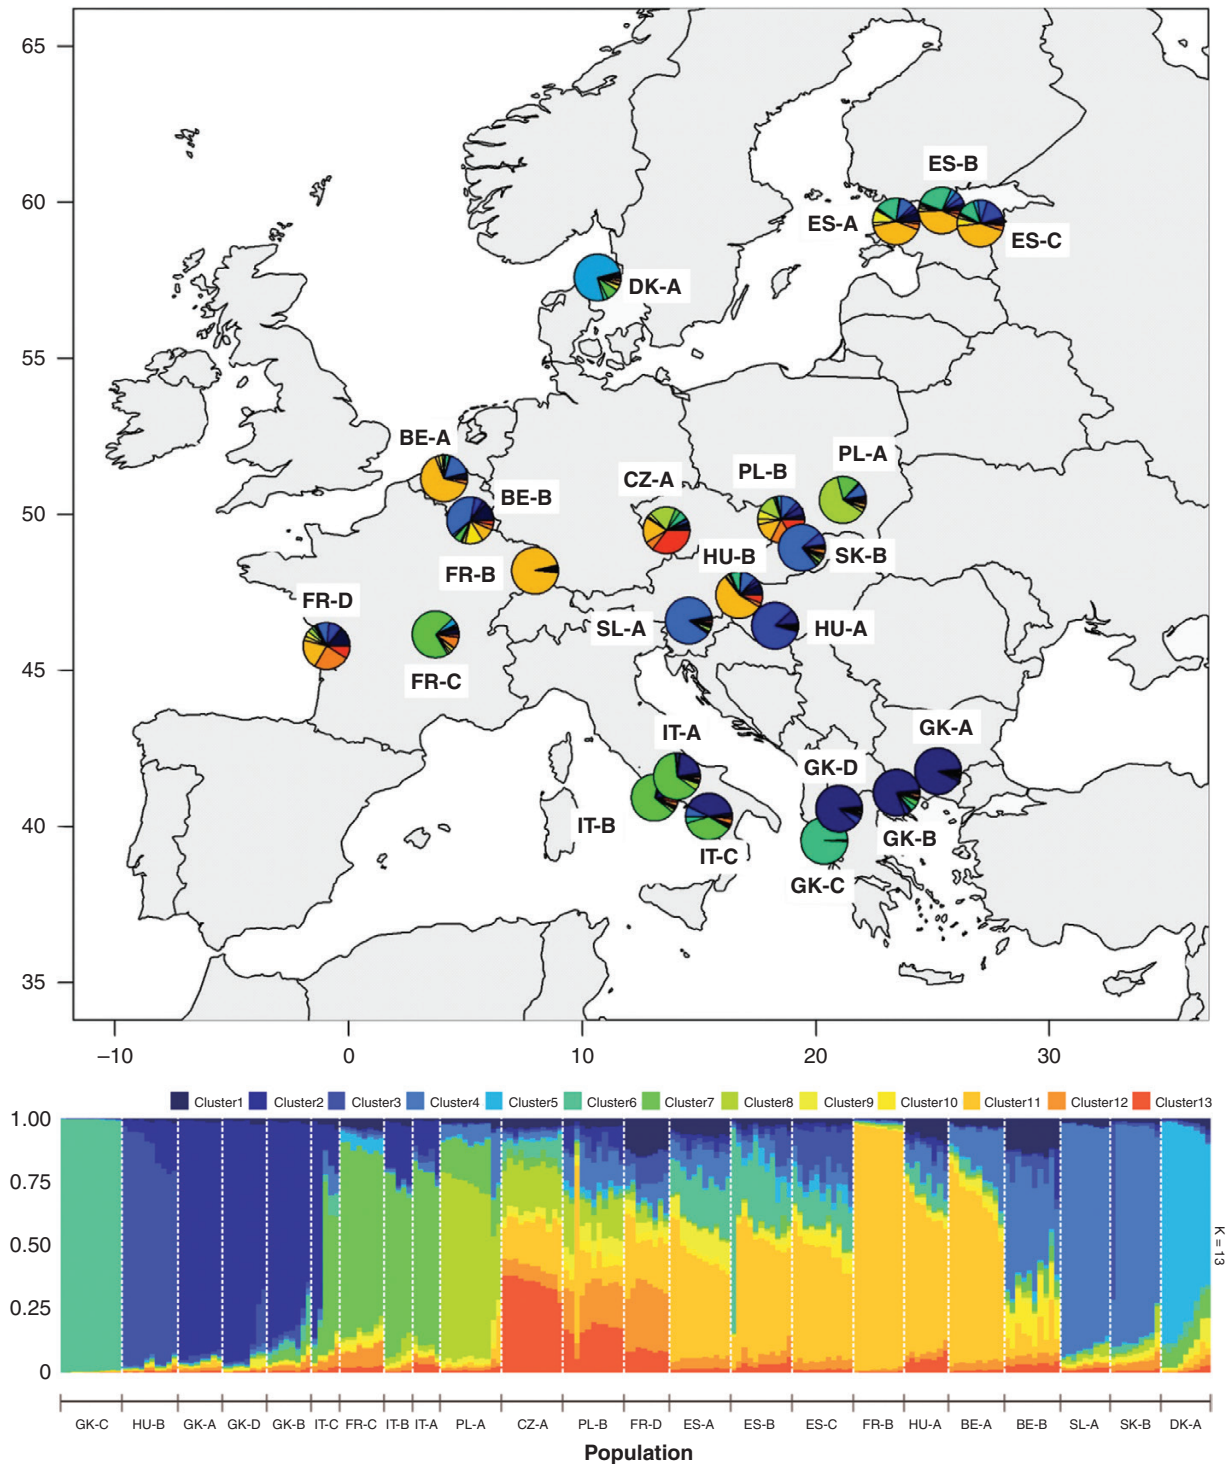 65
60
55
50
45
40
35
ES-B
ES-A
ES-C
DK-A
BE-A
BE-B
CZ-A
PL-B
PL-A
FR-B
HU-B
SK-B
FR-D
SL-A
HU-A
FR-C
IT-A
GK-A
GK-D
IT-B
GK-B
IT-C
GK-C
–10 0 10 20 30
Cluster1 Cluster2 Cluster3 Cluster4 Cluster5 Cluster6 Cluster7 Cluster8 Cluster9 Cluster10 Cluster11 Cluster12 Cluster13
1.00
0.75
0.50
0.25
0
K = 13
GK-C HU-B GK-A GK-D GK-B IT-C FR-C IT-B IT-A PL-A CZ-A PL-B FR-D ES-A ES-B ES-C FR-B HU-A BE-A BE-B SL-A SK-B DK-A
Population